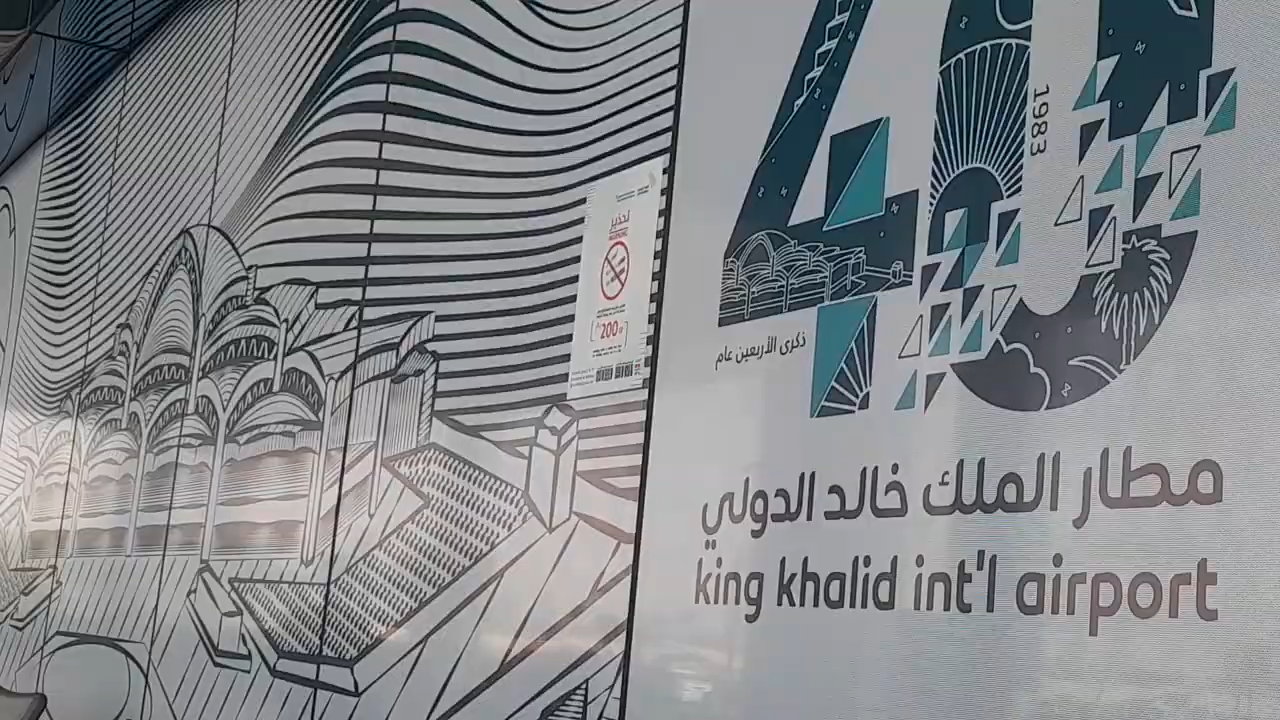 40
1983
ذكرى الأربعين عام
مطار الملك خالد الدولي
king khalid int'l airport
تحذير
WARNING
200